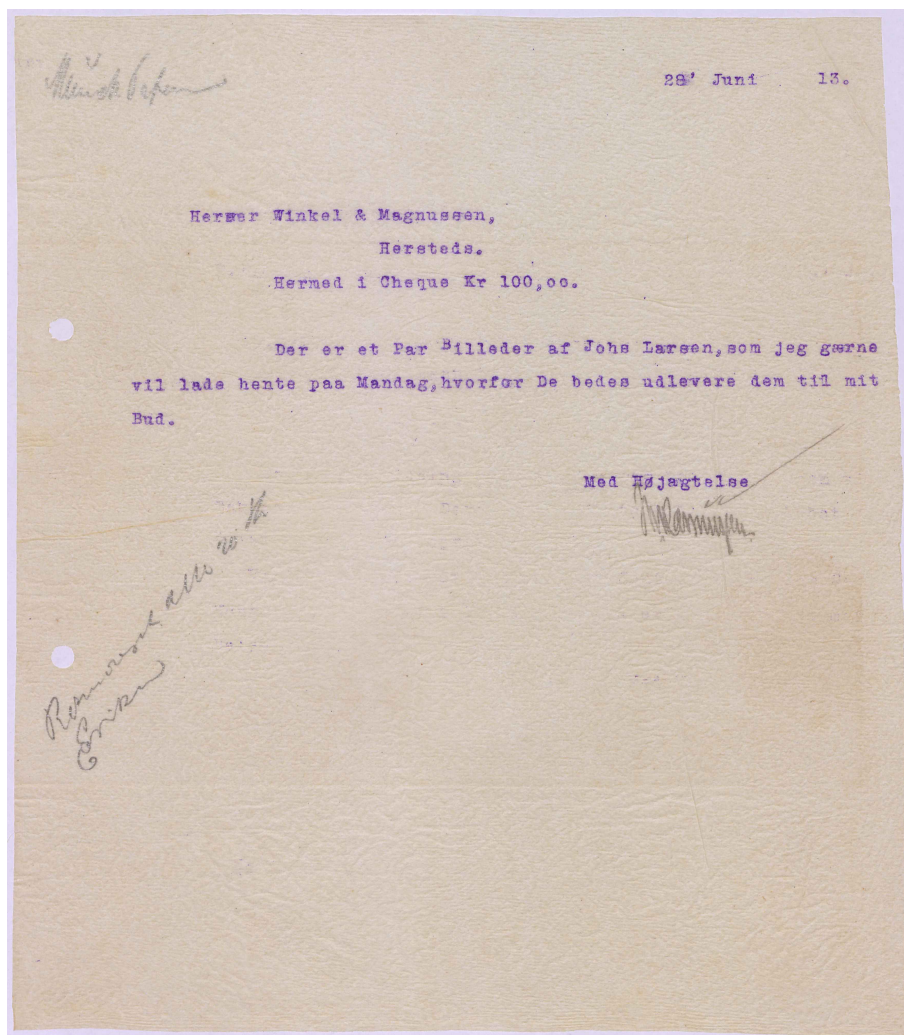 28' Juni 13.
Herrer Winkel & Magnussen,
Hersteds.
Hermed i Cheque Kr 100,oo.
Der er et Par Billeder af Johs Larsen,som jeg gærne
vil lade hente paa Mandag,hvorfor De bedes udlevere dem til mit
Bud.
Med Højagtelse